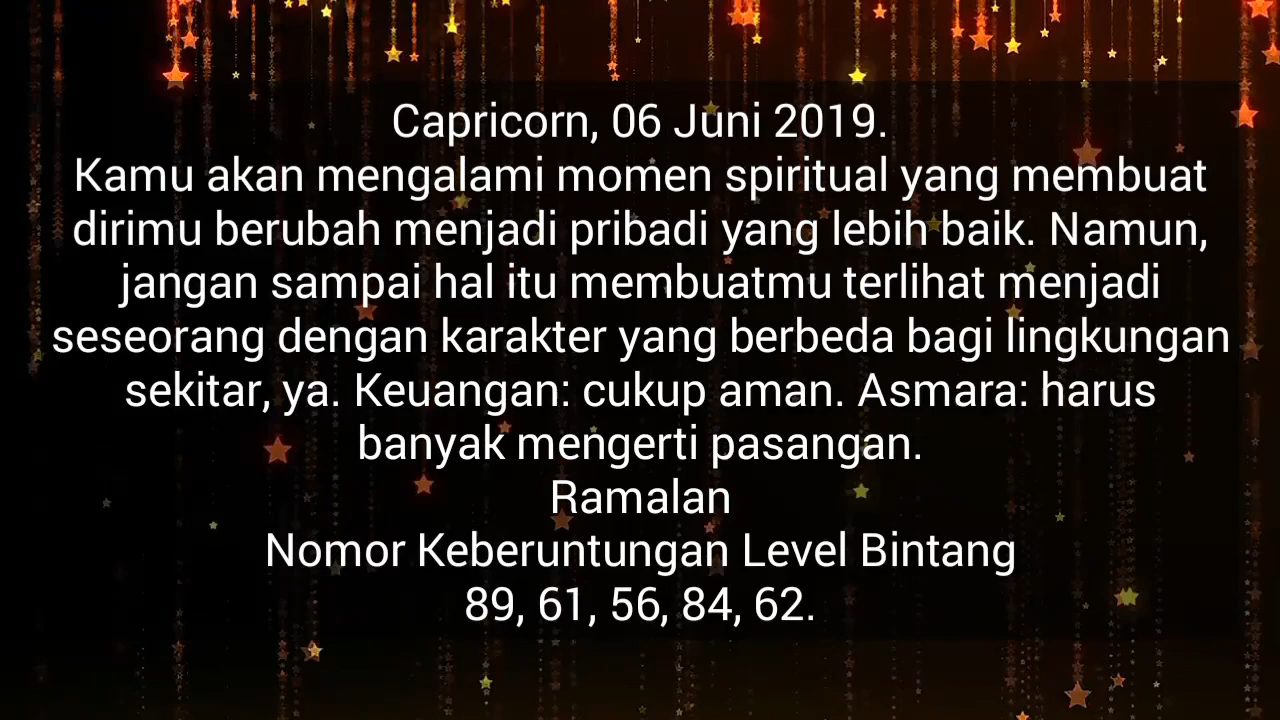 Capricorn, 06 Juni 2019.
Kamu akan mengalami momen spiritual yang membuat
dirimu berubah menjadi pribadi yang lebih baik. Namun,
jangan sampai hal itu membuatmu terlihat menjadi
seseorang dengan karakter yang berbeda bagi lingkungan
sekitar, ya. Keuangan: cukup aman. Asmara: harus
banyak mengerti pasangan.
Ramalan
Nomor Keberuntungan Level Bintang
89, 61, 56, 84, 62.